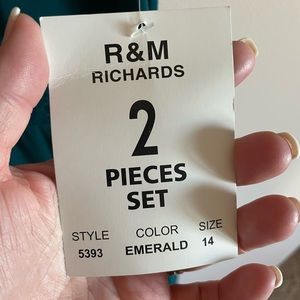 R&M
RICHARDS
2
PIECES
SET
STYLE COLOR SIZE
5393 EMERALD 14